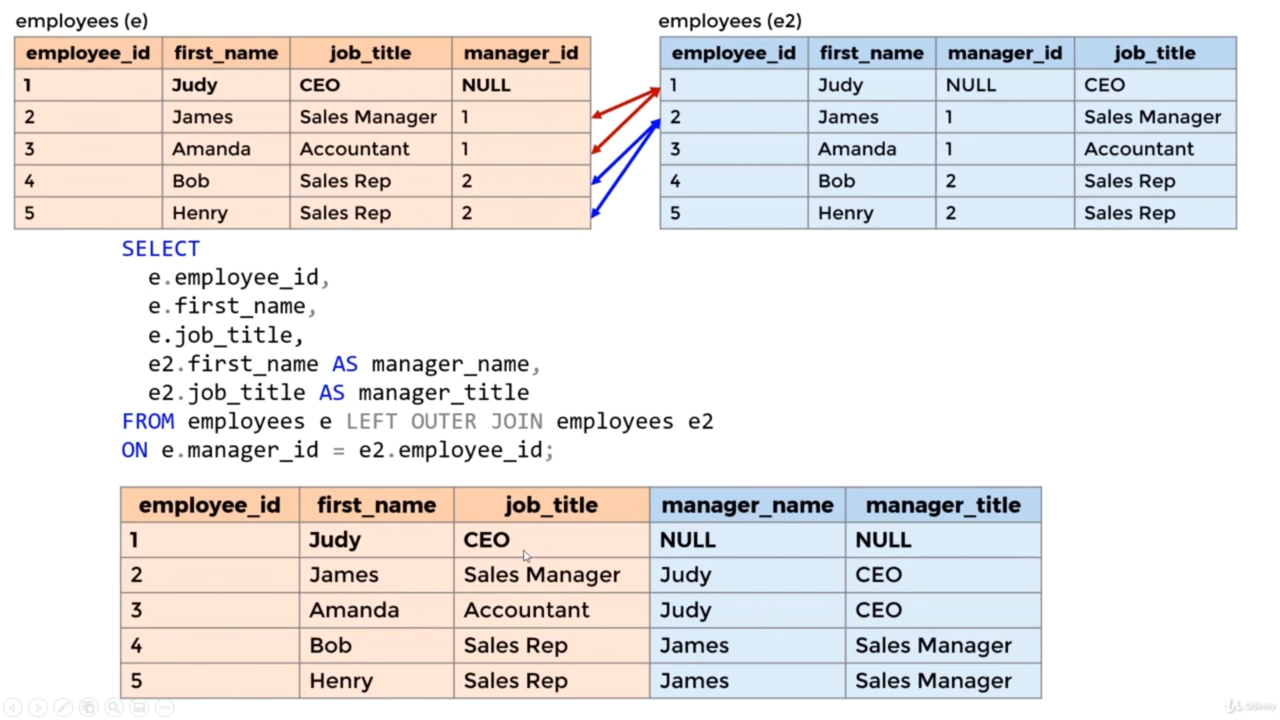 employees (e)
employee_id first_name job_title manager_id
1 Judy CEO NULL
2 James Sales Manager 1
3 Amanda Accountant 1
4 Bob Sales Rep 2
5 Henry Sales Rep 2
employees (e2)
employee_id first_name manager_id job_title
1 Judy NULL CEO
2 James 1 Sales Manager
3 Amanda 1 Accountant
4 Bob 2 Sales Rep
5 Henry 2 Sales Rep
SELECT
e.employee_id,
e.first_name,
e.job_title,
e2.first_name AS manager_name,
e2.job_title AS manager_title
FROM employees e LEFT OUTER JOIN employees e2
ON e.manager_id = e2.employee_id;
employee_id first_name job_title manager_name manager_title
1 Judy CEO NULL NULL
2 James Sales Manager Judy CEO
3 Amanda Accountant Judy CEO
4 Bob Sales Rep James Sales Manager
5 Henry Sales Rep James Sales Manager
Udemy